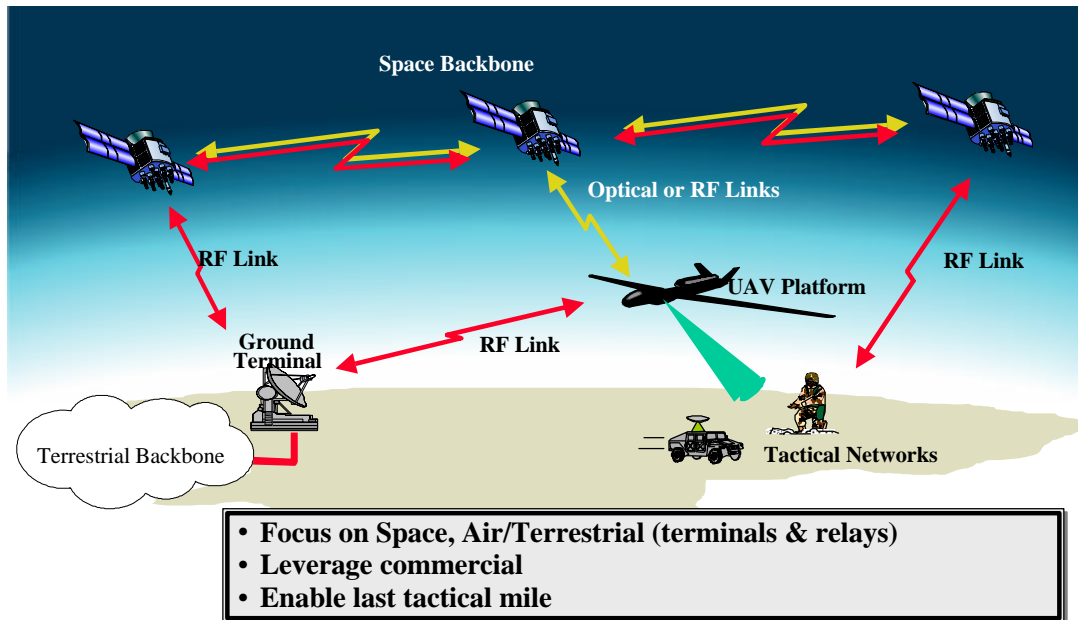 Space Backbone
Optical or RF Links
RF Link
RF Link
UAV Platform
Ground
Terminal
RF Link
Terrestrial Backbone
Tactical Networks
• Focus on Space, Air/Terrestrial (terminals & relays)
• Leverage commercial
• Enable last tactical mile